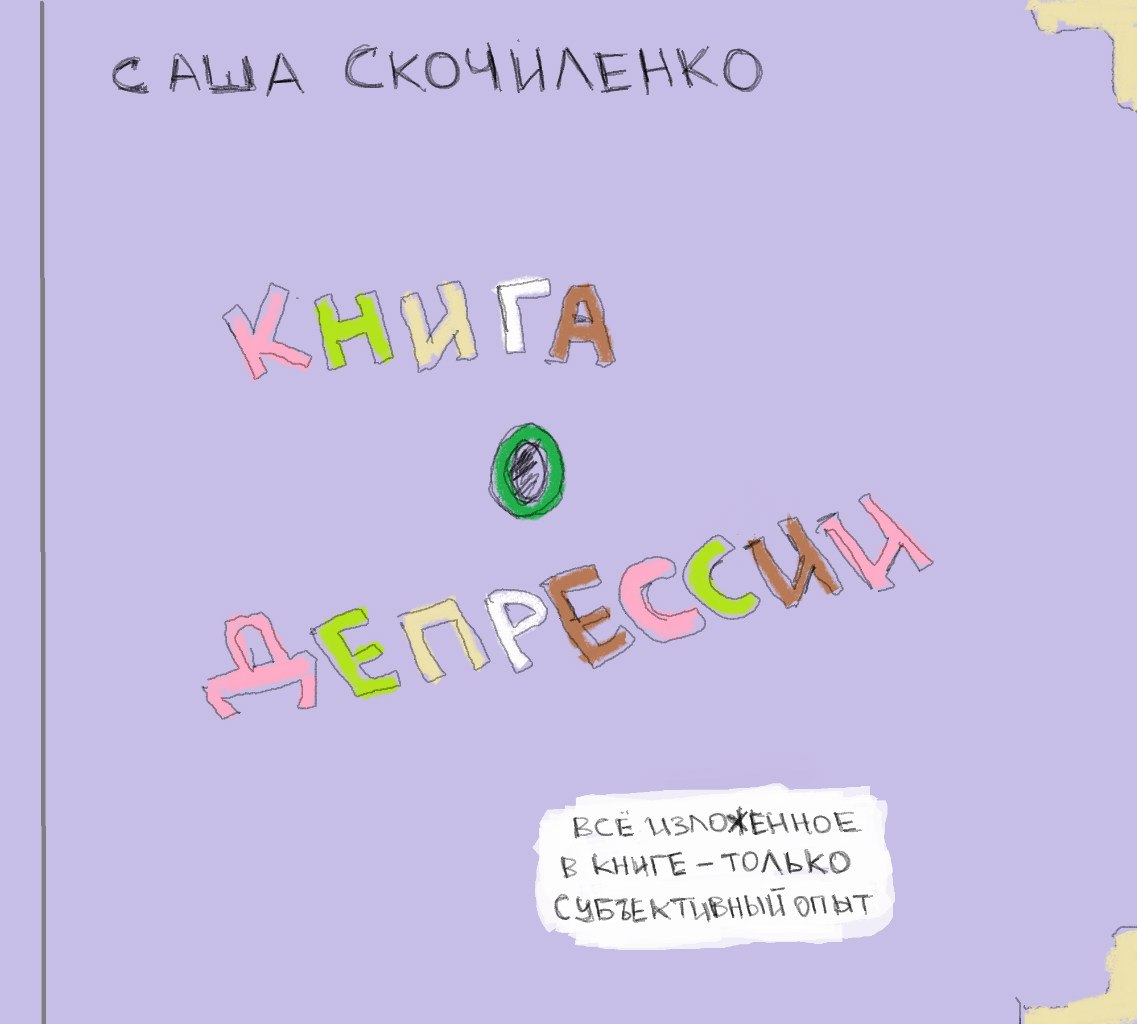 САША СКОЧИЛЕНКО
КНИГА
О
ДЕПРЕССИИ
ВСЁ ИЗЛОЖЕННОЕ
В КНИГЕ – ТОЛЬКО
СУБЪЕКТИВНЫЙ ОПЫТ